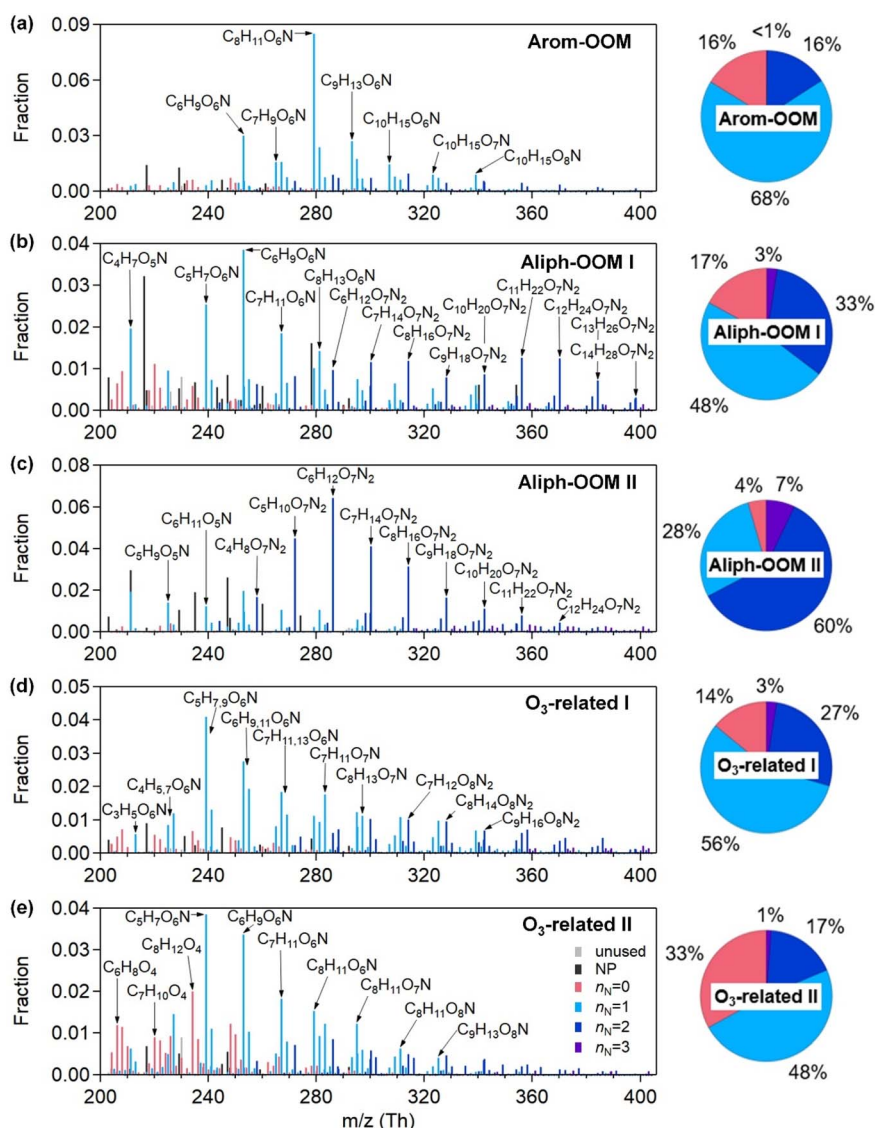 (a)
Fraction
0.09
0.06
0.03
0.00
C₈H₁₁O₆N
C₆H₉O₆N
C₇H₉O₆N
C₉H₁₃O₆N
C₁₀H₁₅O₆N
C₁₀H₁₅O₇N
C₁₀H₁₅O₈N
Arom-OOM
200 240 280 320 360 400
16% <1% 16%
Arom-OOM
68%
(b)
Fraction
0.04
0.03
0.02
0.01
0.00
C₄H₇O₅N
C₅H₇O₆N
C₆H₉O₆N
C₇H₁₁O₆N
C₈H₁₃O₆N
C₆H₁₂O₇N₂
C₇H₁₄O₇N₂
C₈H₁₆O₇N₂
C₉H₁₈O₇N₂
C₁₀H₂₀O₇N₂
C₁₁H₂₂O₇N₂
C₁₂H₂₄O₇N₂
C₁₃H₂₆O₇N₂
C₁₄H₂₈O₇N₂
Aliph-OOM I
200 240 280 320 360 400
17% 3% 33%
Aliph-OOM I
48%
(c)
Fraction
0.08
0.06
0.04
0.02
0.00
C₅H₉O₅N
C₆H₁₁O₅N
C₄H₈O₇N₂
C₅H₁₀O₇N₂
C₆H₁₂O₇N₂
C₇H₁₄O₇N₂
C₈H₁₆O₇N₂
C₉H₁₈O₇N₂
C₁₀H₂₀O₇N₂
C₁₁H₂₂O₇N₂
C₁₂H₂₄O₇N₂
Aliph-OOM II
200 240 280 320 360 400
4% 7%
28%
Aliph-OOM II
60%
(d)
Fraction
0.05
0.04
0.03
0.02
0.01
0.00
C₃H₅O₆N
C₄H₅,₇O₆N
C₅H₇,₉O₆N
C₆H₉,₁₁O₆N
C₇H₁₁,₁₃O₆N
C₇H₁₁O₇N
C₈H₁₃O₇N
C₇H₁₂O₈N₂
C₈H₁₄O₈N₂
C₉H₁₆O₈N₂
O₃-related I
200 240 280 320 360 400
14% 3% 27%
O₃-related I
56%
(e)
Fraction
0.04
0.03
0.02
0.01
0.00
C₅H₇O₆N
C₈H₁₂O₄
C₆H₈O₄
C₇H₁₀O₄
C₆H₉O₆N
C₇H₁₁O₆N
C₈H₁₁O₆N
C₈H₁₁O₇N
C₈H₁₁O₈N
C₉H₁₃O₈N
O₃-related II
unused
NP
nN=0
nN=1
nN=2
nN=3
200 240 280 320 360 400
m/z (Th)
33% 1% 17%
O₃-related II
48%